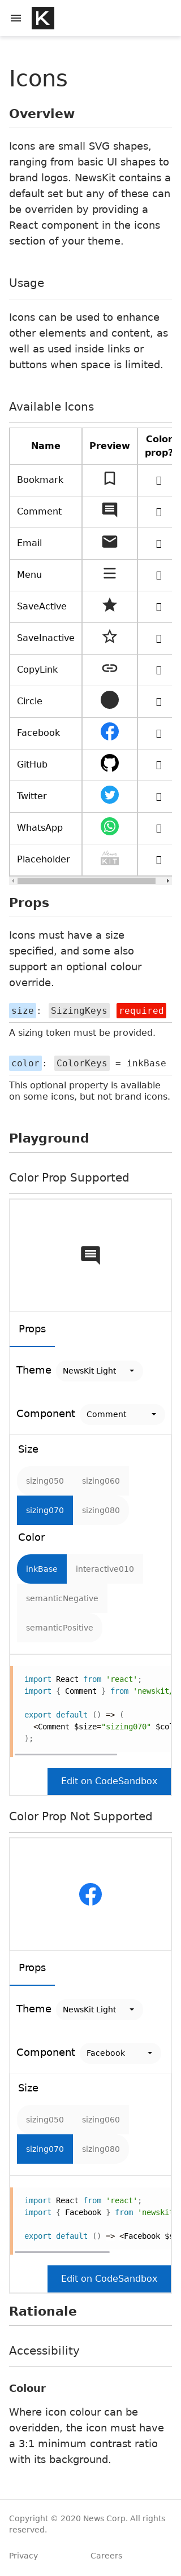 Icons
Overview
Icons are small SVG shapes,
ranging from basic UI shapes to
brand logos. NewsKit contains a
default set but any of these can
be overriden by providing a
React component in the icons
section of your theme.
Usage
Icons can be used to enhance
other elements and content, as
well as used inside links or
buttons when space is limited.
Available Icons
Name Preview Color
prop?
Bookmark
Comment
Email
Menu
SaveActive
SaveInactive
CopyLink
Circle
Facebook
GitHub
Twitter
WhatsApp
Placeholder
Props
Icons must have a size
specified, and some also
support an optional colour
override.
size: SizingKeys required
A sizing token must be provided.
color: ColorKeys = inkBase
This optional property is available
on some icons, but not brand icons.
Playground
Color Prop Supported
Props
Theme NewsKit Light
Component Comment
Size
sizing050 sizing060
sizing070 sizing080
Color
inkBase interactive010
semanticNegative
semanticPositive
import React from 'react';
import { Comment } from 'newskit/
export default () => (
<Comment $size="sizing070" $col
);
Edit on CodeSandbox
Color Prop Not Supported
Props
Theme NewsKit Light
Component Facebook
Size
sizing050 sizing060
sizing070 sizing080
import React from 'react';
import { Facebook } from 'newskit
export default () => <Facebook $s
Edit on CodeSandbox
Rationale
Accessibility
Colour
Where icon colour can be
overidden, the icon must have
a 3:1 minimum contrast ratio
with its background.
Copyright © 2020 News Corp. All rights
reserved.
Privacy Careers